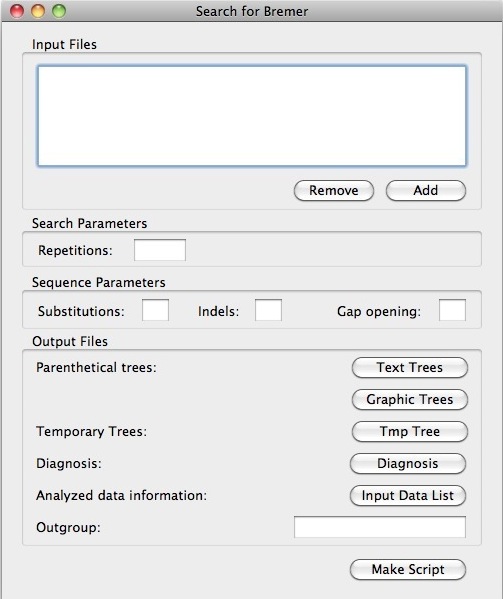 Search for Bremer
Input Files
Remove Add
Search Parameters
Repetitions:
Sequence Parameters
Substitutions: Indels: Gap opening:
Output Files
Parenthetical trees: Text Trees
Graphic Trees
Temporary Trees: Tmp Tree
Diagnosis: Diagnosis
Analyzed data information: Input Data List
Outgroup:
Make Script